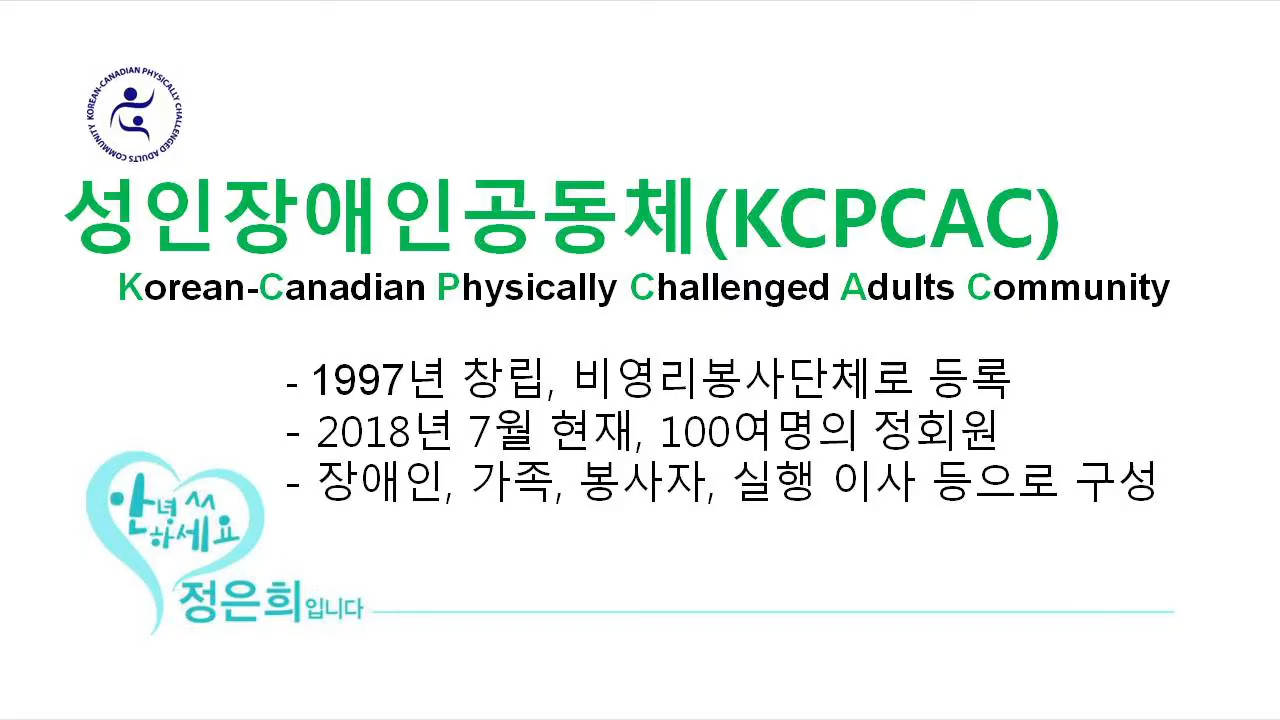 KOREAN-CANADIAN PHYSICALLY CHALLENGED ADULTS COMMUNITY
성인장애인공동체(KCPCAC)
Korean-Canadian Physically Challenged Adults Community
- 1997년 창립, 비영리봉사단체로 등록
- 2018년 7월 현재, 100여명의 정회원
- 장애인, 가족, 봉사자, 실행 이사 등으로 구성
안녕
하세요
정은희입니다